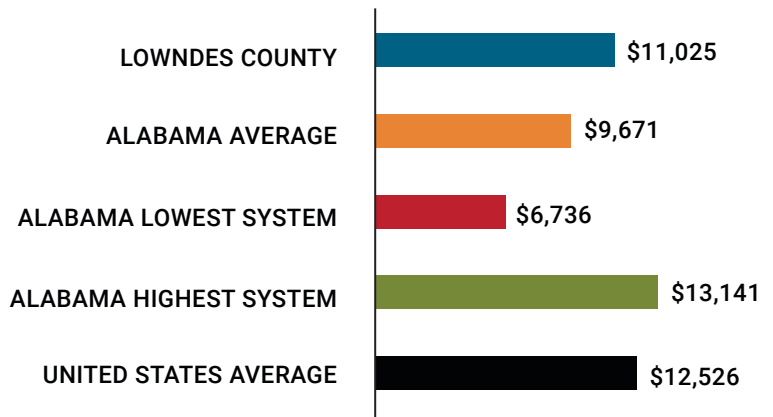 LOWNDES COUNTY $11,025
ALABAMA AVERAGE $9,671
ALABAMA LOWEST SYSTEM $6,736
ALABAMA HIGHEST SYSTEM $13,141
UNITED STATES AVERAGE $12,526